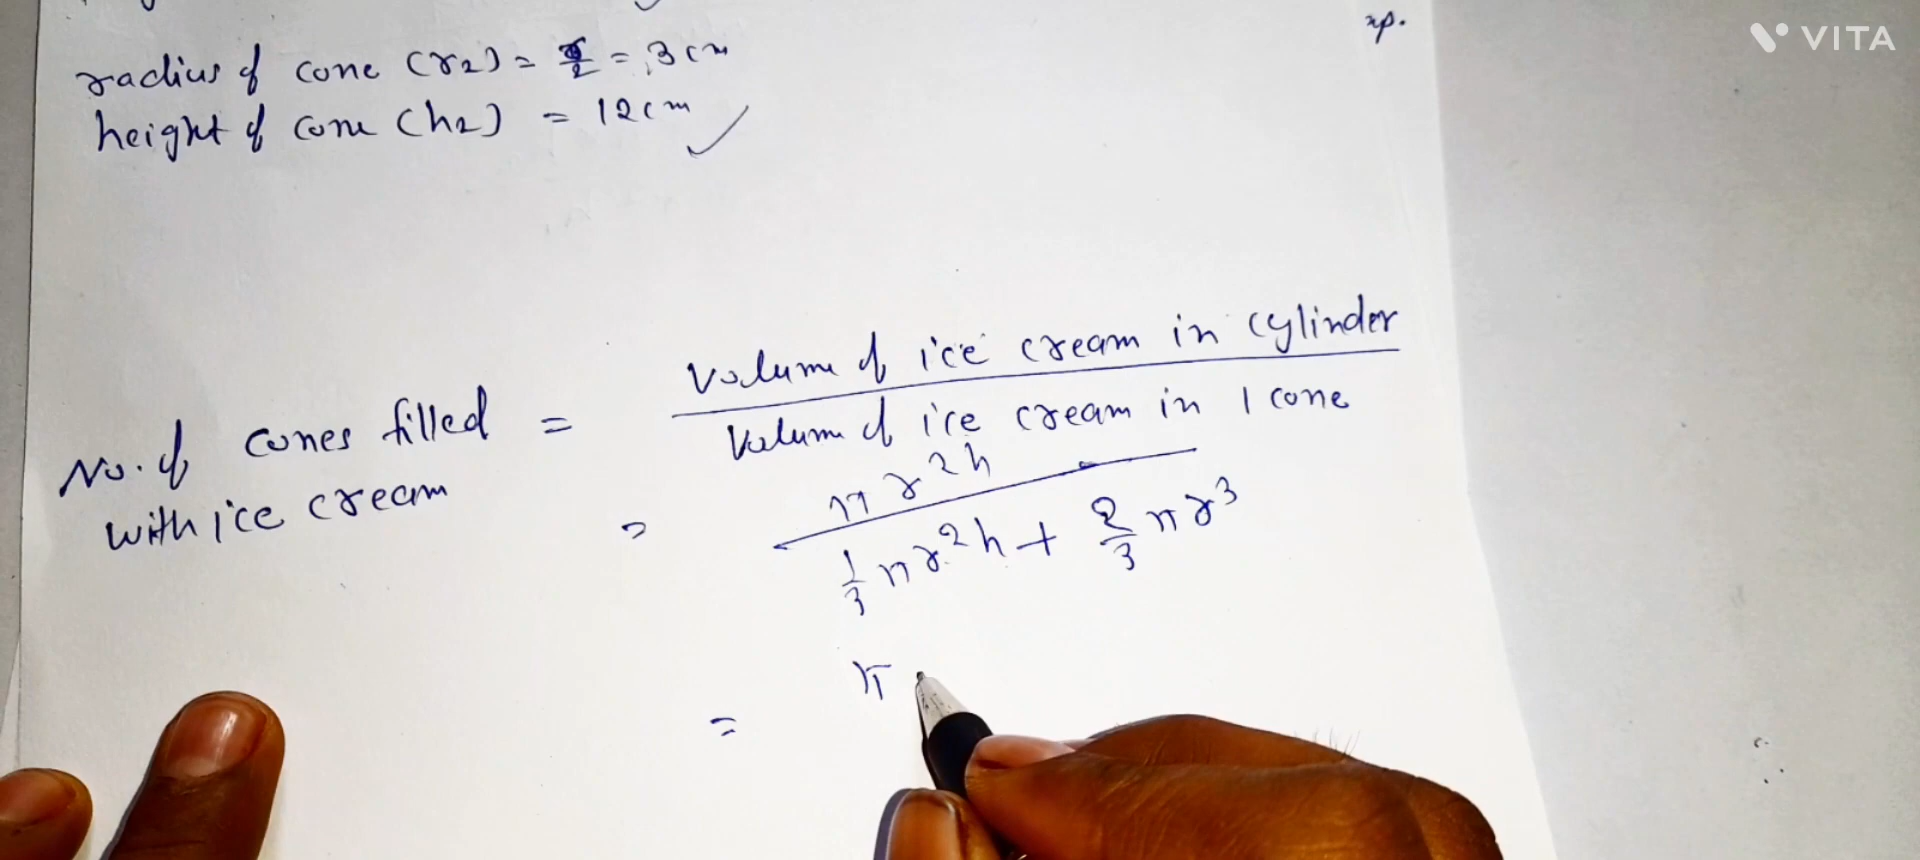 VITA
radius of cone (r2) = 6/2 = 3cm
height of cone (h2) = 12cm
Volume of ice cream in cylinder
No. of cones filled =
Volume of ice cream in 1 cone
with ice cream
= πr²h
1/3 πr²h + 2/3 πr³
= π